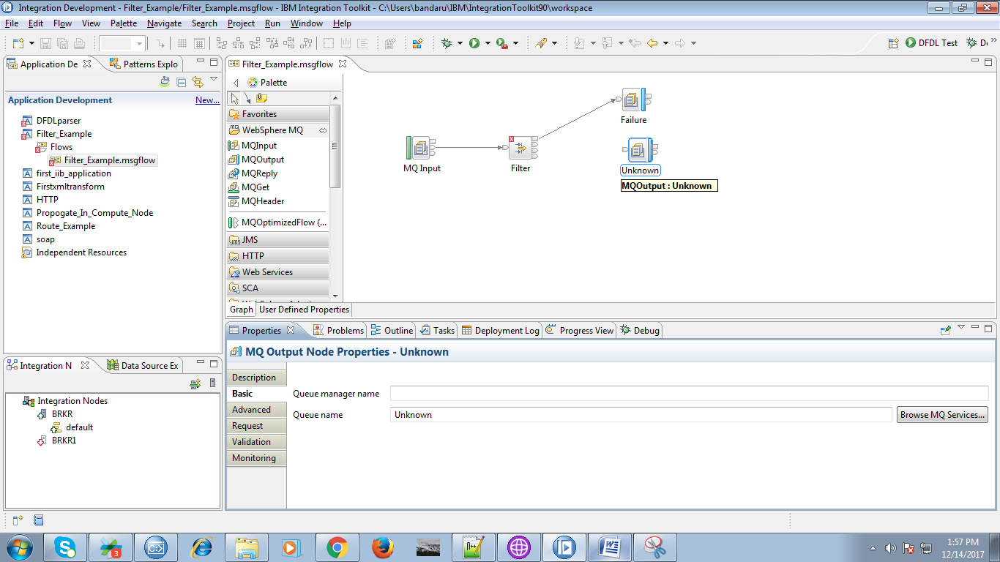 Integration Development - Filter_Example/Filter_Example.msgflow - IBM Integration Toolkit - C:\Users\bandaru\IBM\IntegrationToolkit90\workspace
File Edit Flow View Palette Navigate Search Project Run Window Help
DFDL Test D
Application De
Patterns Explo
Application Development New...
DFDLparser
Filter_Example
Flows
Filter_Example.msgflow
first_iib_application
Firstxmltransform
HTTP
Propogate_In_Compute_Node
Route_Example
soap
Independent Resources
Integration N
Data Source Ex
Integration Nodes
BRKR
default
BRKR1
Filter_Example.msgflow
Palette
Favorites
WebSphere MQ
MQInput
MQOutput
MQReply
MQGet
MQHeader
MQOptimizedFlow (...
JMS
HTTP
Web Services
SCA
MQ Input
Filter
Failure
Unknown
MQOutput : Unknown
Graph User Defined Properties
Properties Problems Outline Tasks Deployment Log Progress View Debug
MQ Output Node Properties - Unknown
Description
Basic
Advanced
Request
Validation
Monitoring
Queue manager name
Queue name Unknown Browse MQ Services...
3
1:57 PM
12/14/2017